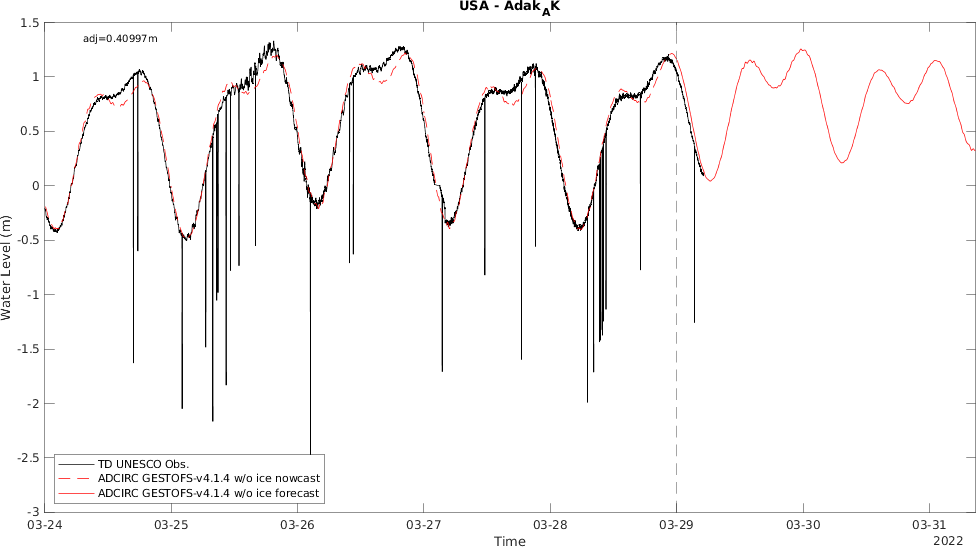 USA - Adak_AK
1.5
adj=0.40997m
1
0.5
0
-0.5
-1
-1.5
-2
-2.5
-3
Water Level (m)
TD UNESCO Obs.
ADCIRC GESTOFS-v4.1.4 w/o ice nowcast
ADCIRC GESTOFS-v4.1.4 w/o ice forecast
03-24 03-25 03-26 03-27 03-28 03-29 03-30 03-31
Time
2022